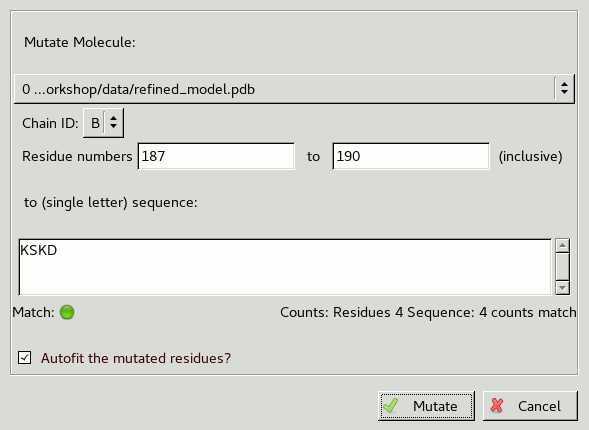 Mutate Molecule:
0 ...orkshop/data/refined_model.pdb
Chain ID: B
Residue numbers 187 to 190 (inclusive)
to (single letter) sequence:
KSKD
Match: Counts: Residues 4 Sequence: 4 counts match
Autofit the mutated residues?
Mutate Cancel